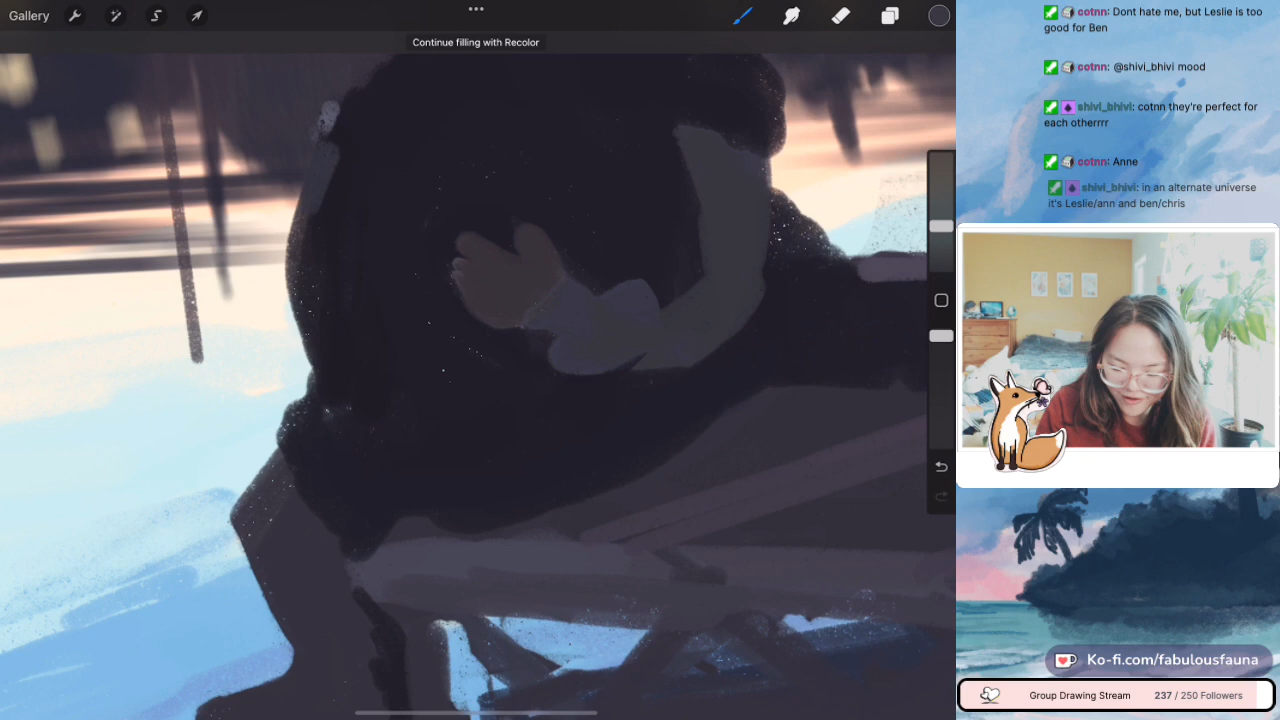 Gallery
Continue filling with Recolor
cotnn: Dont hate me, but Leslie is too
good for Ben
cotnn: @shivi_bhivi mood
shivi_bhivi: cotnn they're perfect for
each otherrrr
cotnn: Anne
shivi_bhivi: in an alternate universe
it's Leslie/ann and ben/chris
Ko-fi.com/fabulousfauna
Group Drawing Stream 237 / 250 Followers